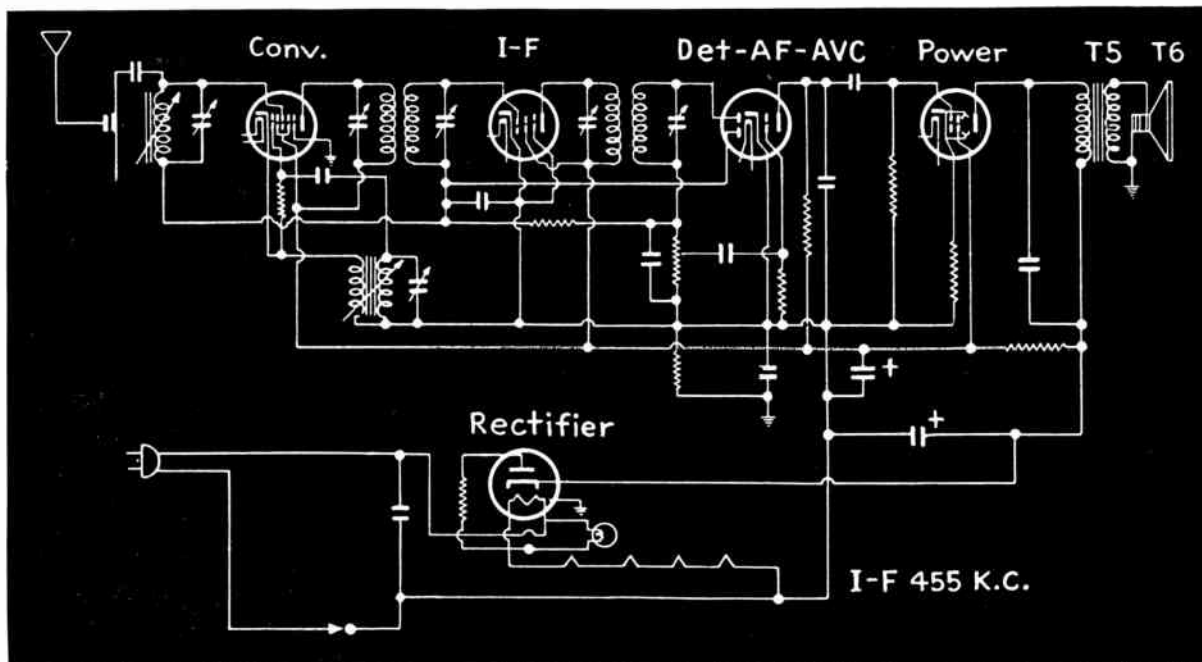 Conv.
I-F
Det-AF-AVC
Power
T5
T6
+
+
Rectifier
I-F 455 K.C.